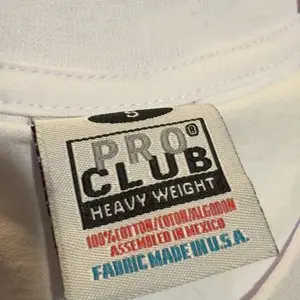 S
PRO®
CLUB
HEAVY WEIGHT
100%COTTON/COTON/ALGODON
ASSEMBLED IN MEXICO
FABRIC MADE IN U.S.A.